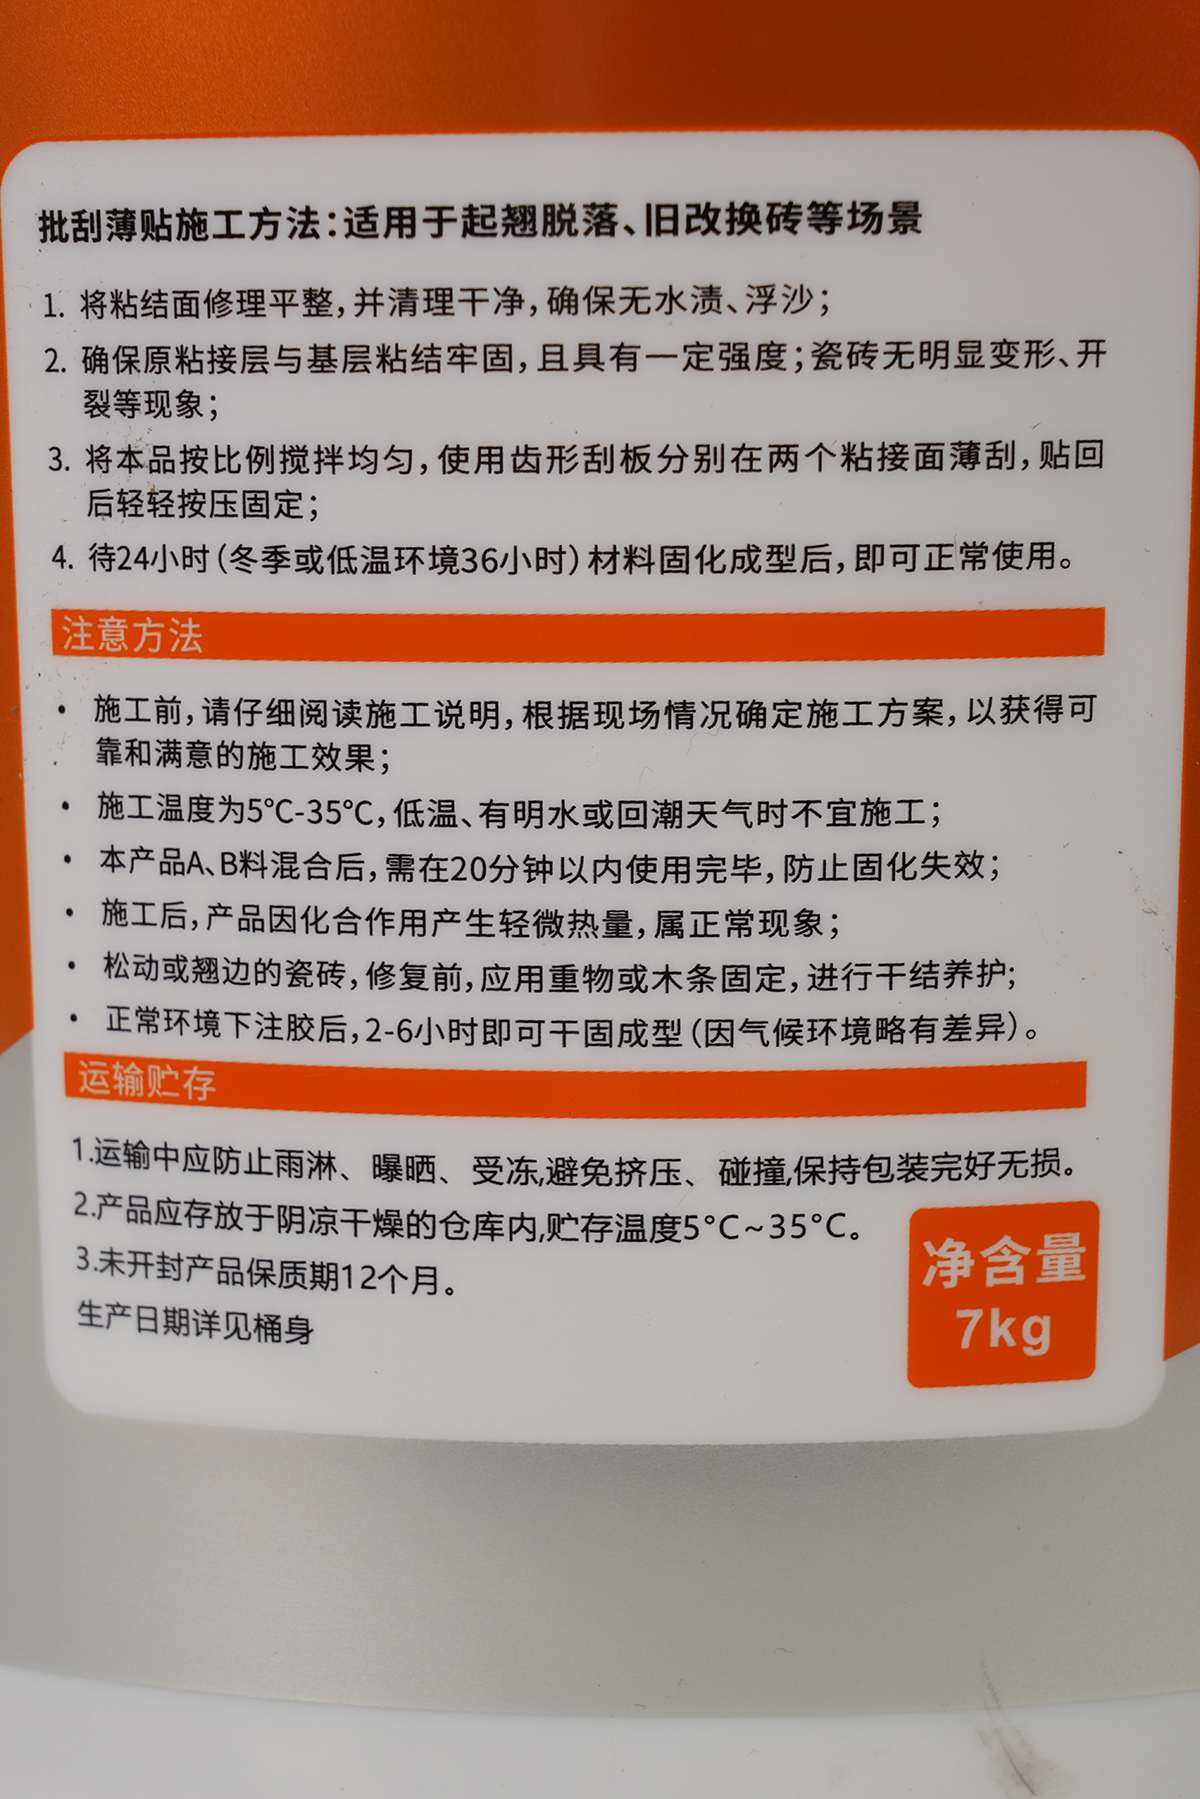 批刮薄贴施工方法：适用于起翘脱落、旧改换砖等场景
1. 将粘结面修理平整，并清理干净，确保无水渍、浮沙；
2. 确保原粘接层与基层粘结牢固，且具有一定强度；瓷砖无明显变形、开
裂等现象；
3. 将本品按比例搅拌均匀，使用齿形刮板分别在两个粘接面薄刮，贴回
后轻轻按压固定；
4. 待24小时（冬季或低温环境36小时）材料固化成型后，即可正常使用。
注意方法
• 施工前，请仔细阅读施工说明，根据现场情况确定施工方案，以获得可
靠和满意的施工效果；
• 施工温度为5℃-35℃，低温、有明水或回潮天气时不宜施工；
• 本产品A、B料混合后，需在20分钟以内使用完毕，防止固化失效；
• 施工后，产品因化合作用产生轻微热量，属正常现象；
• 松动或翘边的瓷砖，修复前，应用重物或木条固定，进行干结养护；
• 正常环境下注胶后，2-6小时即可干固成型（因气候环境略有差异）。
运输贮存
1.运输中应防止雨淋、曝晒、受冻,避免挤压、碰撞,保持包装完好无损。
2.产品应存放于阴凉干燥的仓库内,贮存温度5°C~35°C。
3.未开封产品保质期12个月。
生产日期详见桶身
净含量
7kg